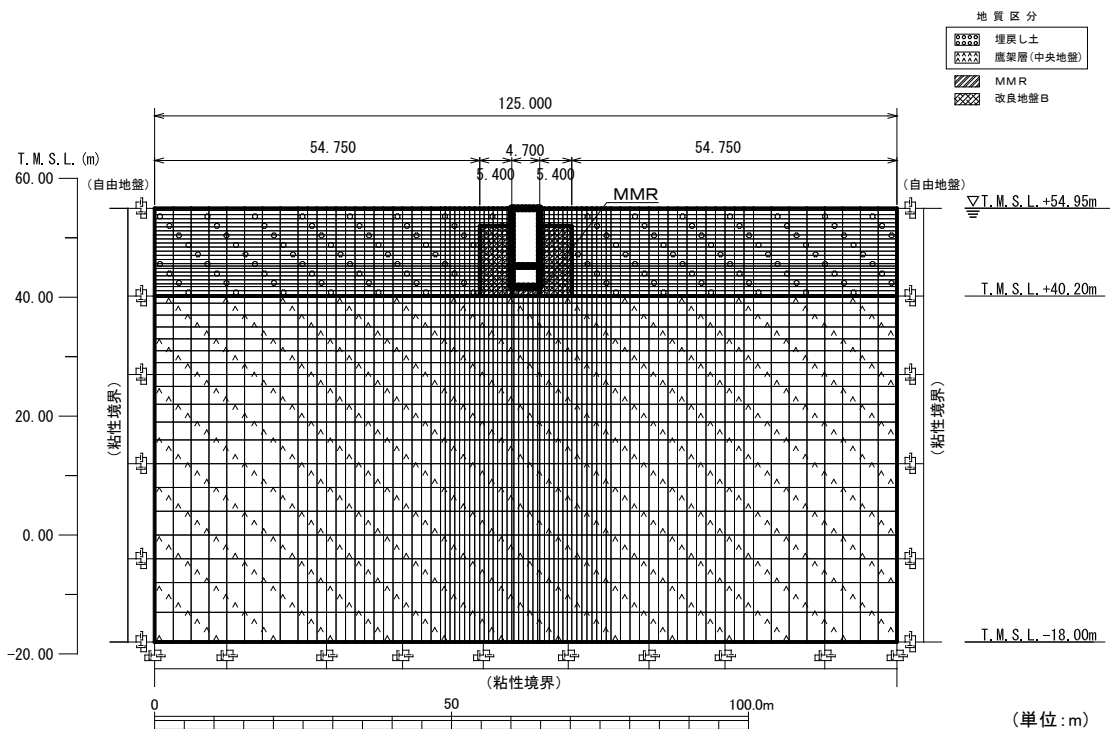 地質区分
埋戻し土
鷹架層(中央地盤)
MMR
改良地盤B
125.000
54.750
4.700
54.750
5.400
5.400
T.M.S.L.(m)
60.00
(自由地盤)
(自由地盤)
MMR
▽T.M.S.L.+54.95m
40.00
T.M.S.L.+40.20m
20.00
(粘性境界)
(粘性境界)
0.00
-20.00
T.M.S.L.-18.00m
(粘性境界)
0
50
100.0m
(単位:m)